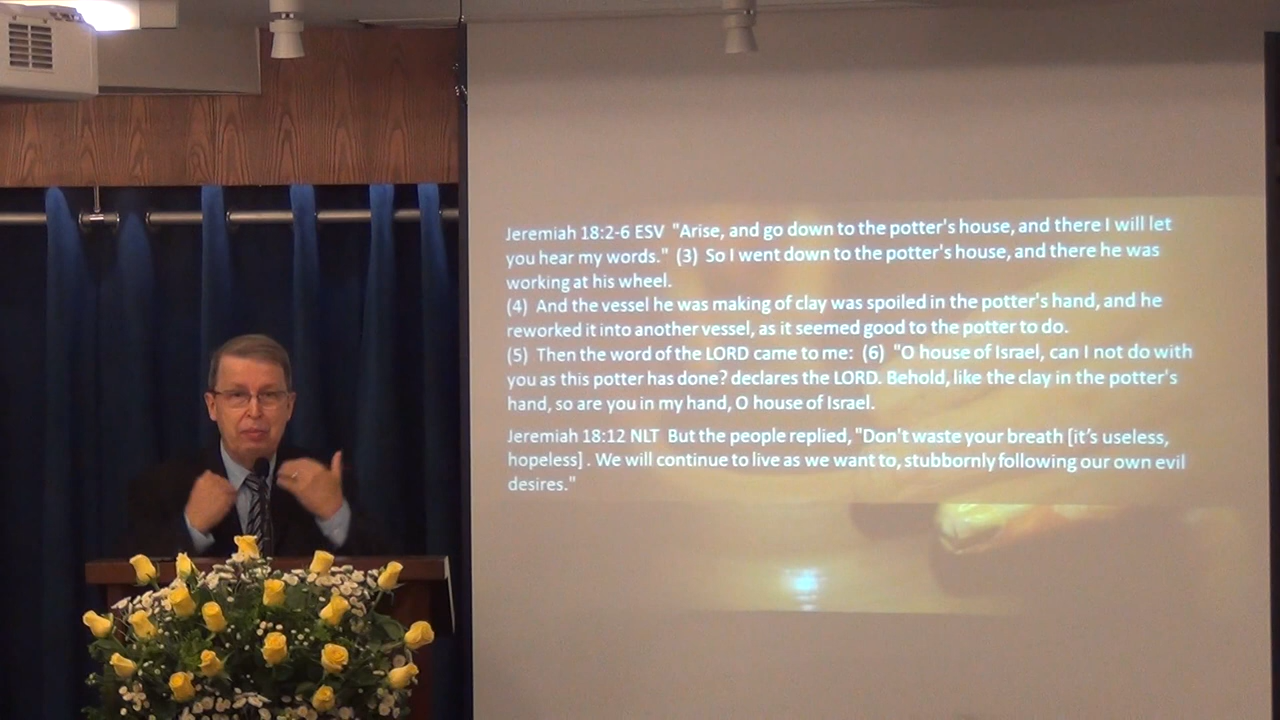 Jeremiah 18:2-6 ESV "Arise, and go down to the potter's house, and there I will let
you hear my words." (3) So I went down to the potter's house, and there he was
working at his wheel.
(4) And the vessel he was making of clay was spoiled in the potter's hand, and he
reworked it into another vessel, as it seemed good to the potter to do.
(5) Then the word of the LORD came to me: (6) "O house of Israel, can I not do with
you as this potter has done? declares the LORD. Behold, like the clay in the potter's
hand, so are you in my hand, O house of Israel.
Jeremiah 18:12 NLT But the people replied, "Don't waste your breath [it's useless,
hopeless] . We will continue to live as we want to, stubbornly following our own evil
desires."